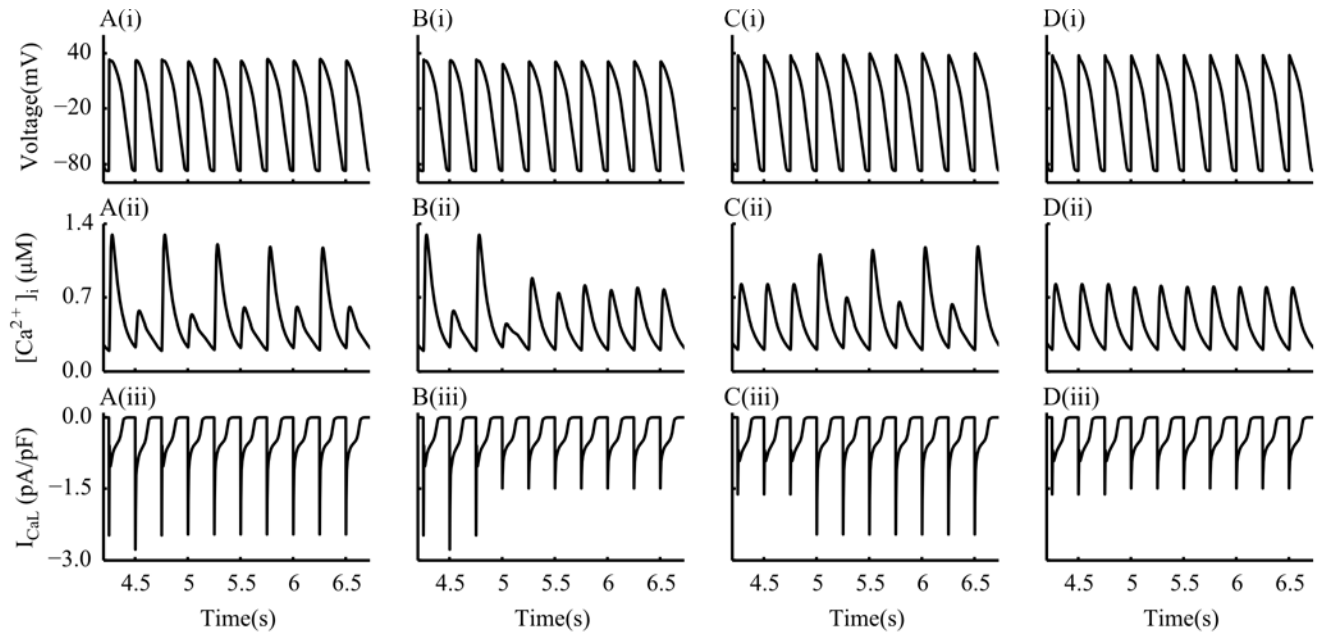 A(i) B(i) C(i) D(i)
Voltage(mV)
40
−20
−80
A(ii) B(ii) C(ii) D(ii)
[Ca²⁺]ᵢ (μM)
1.4
0.7
0.0
A(iii) B(iii) C(iii) D(iii)
I_CaL (pA/pF)
0.0
−1.5
−3.0
4.5 5 5.5 6 6.5 4.5 5 5.5 6 6.5 4.5 5 5.5 6 6.5 4.5 5 5.5 6 6.5
Time(s) Time(s) Time(s) Time(s)